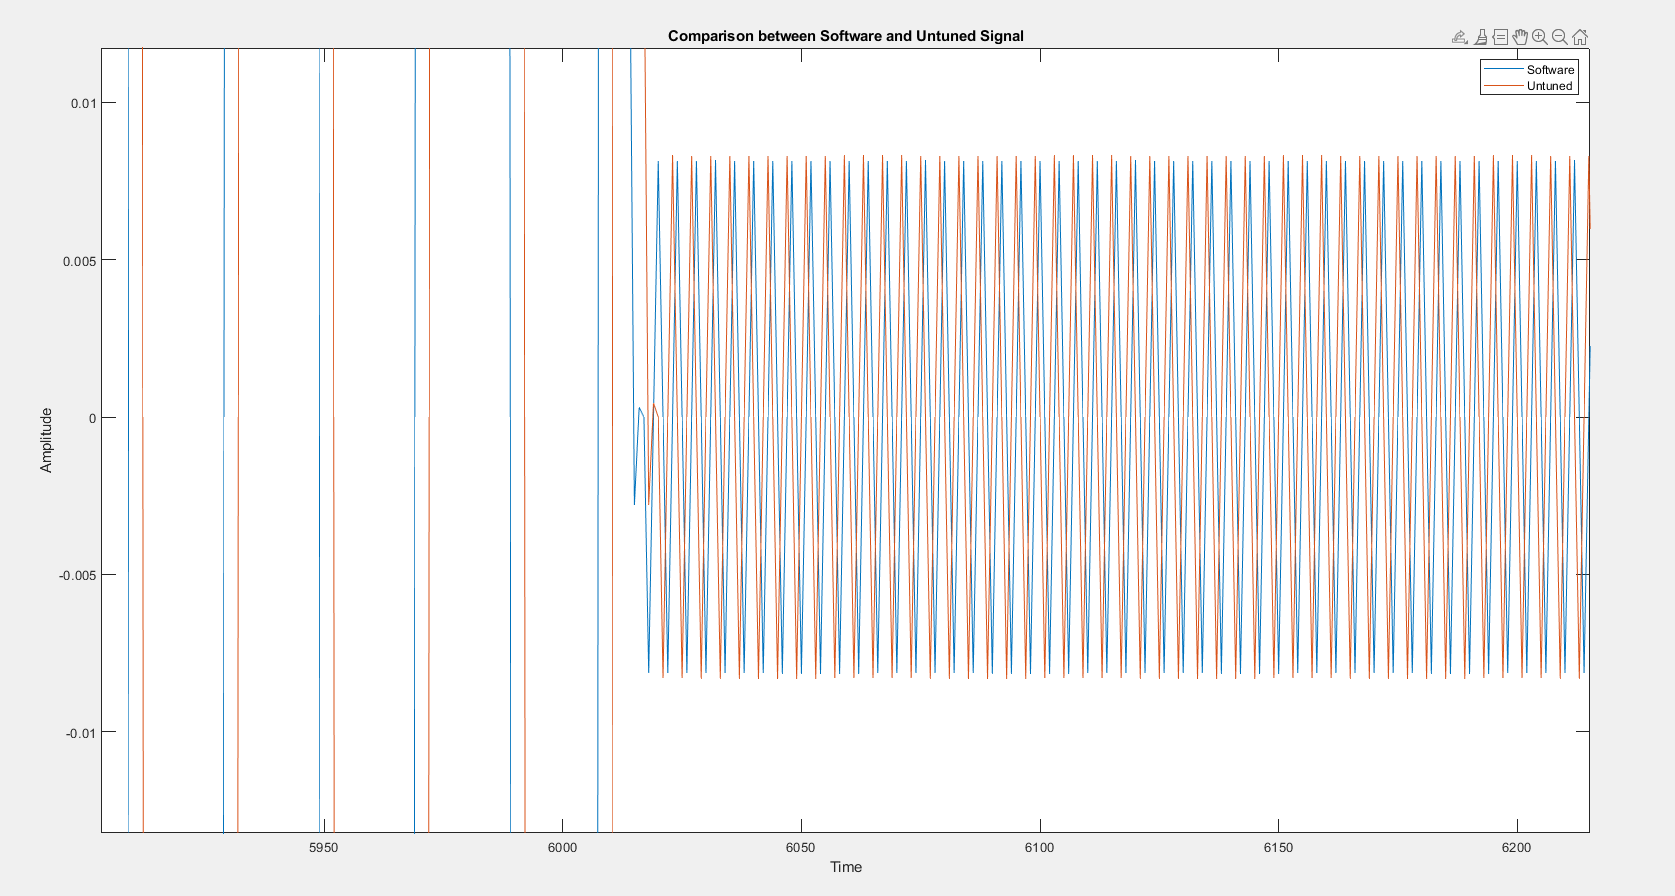 Comparison between Software and Untuned Signal
Software
Untuned
0.01
0.005
0
-0.005
-0.01
Amplitude
5950
6000
6050
6100
6150
6200
Time